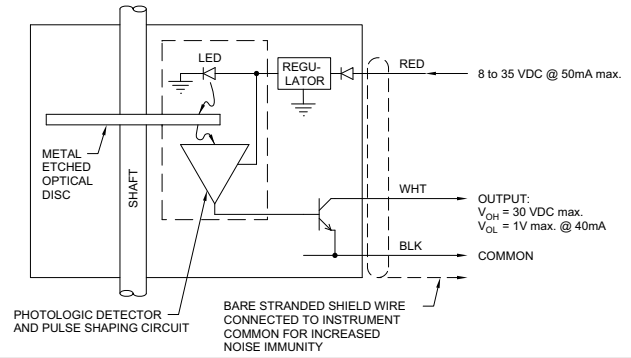 LED
REGU-
LATOR
RED
8 to 35 VDC @ 50mA max.
METAL
ETCHED
OPTICAL
DISC
SHAFT
WHT
OUTPUT:
VOH = 30 VDC max.
VOL = 1V max. @ 40mA
BLK
COMMON
PHOTOLOGIC DETECTOR
AND PULSE SHAPING CIRCUIT
BARE STRANDED SHIELD WIRE
CONNECTED TO INSTRUMENT
COMMON FOR INCREASED
NOISE IMMUNITY